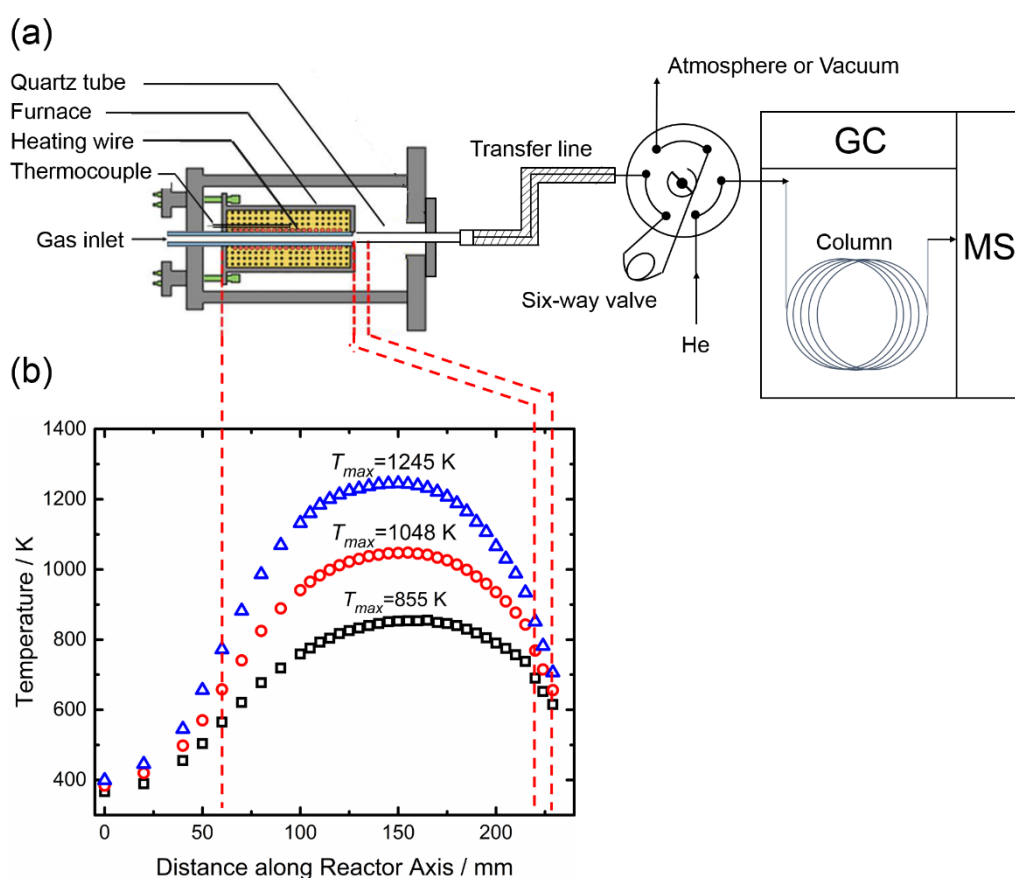 (a)
Quartz tube
Furnace
Heating wire
Thermocouple
Gas inlet
Transfer line
Atmosphere or Vacuum
Six-way valve
He
GC
Column
MS
(b)
Temperature / K
1400
1200
1000
800
600
400
Tmax=1245 K
Tmax=1048 K
Tmax=855 K
0 50 100 150 200
Distance along Reactor Axis / mm